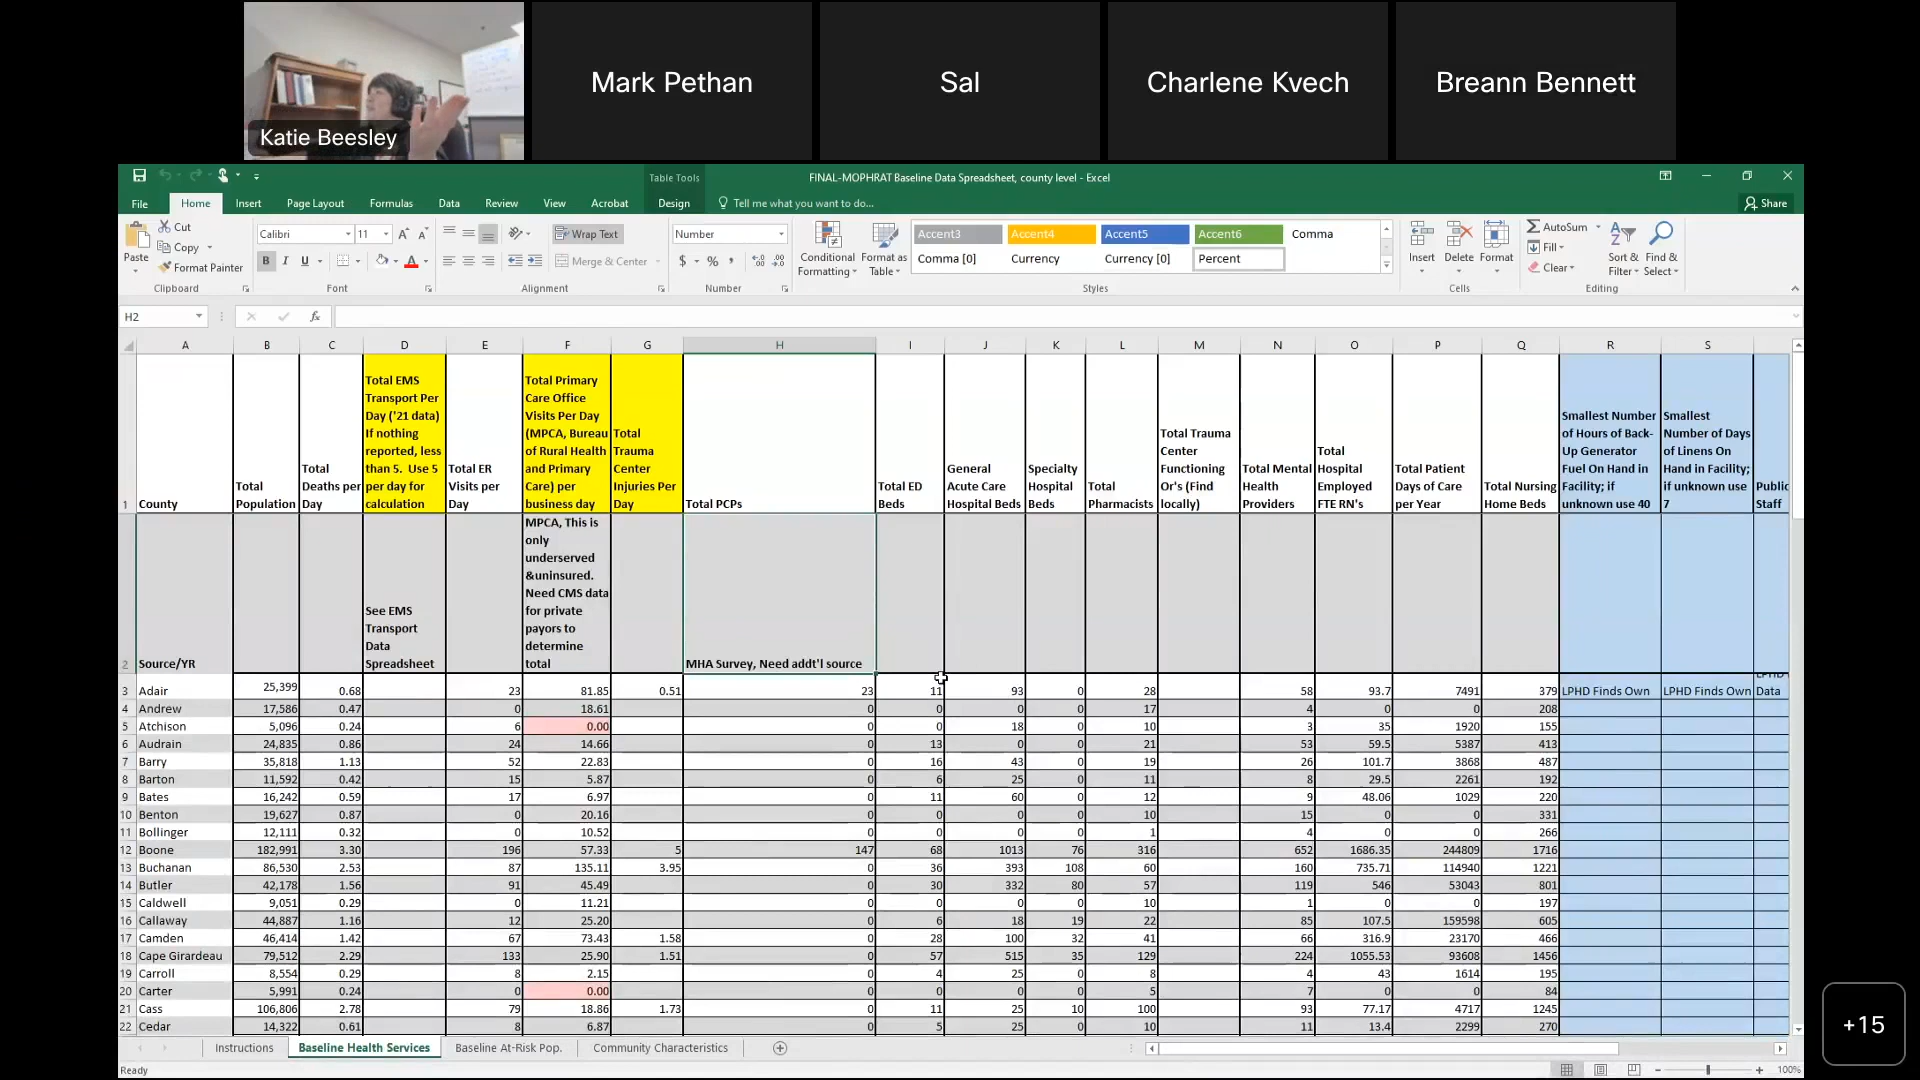 Katie Beesley
Mark Pethan
Sal
Charlene Kvech
Breann Bennett
Table Tools
FINAL-MOPHRAT Baseline Data Spreadsheet, county level - Excel
File Home Insert Page Layout Formulas Data Review View Acrobat Design Tell me what you want to do... Share
Cut
Copy
Format Painter
Paste
Clipboard
Calibri 11
B I U
Font
Wrap Text
Merge & Center
Alignment
Number
$ % ,
Number
Conditional Formatting
Format as Table
Accent3 Accent4 Accent5 Accent6 Comma
Comma [0] Currency Currency [0] Percent
Styles
Insert Delete Format
Cells
AutoSum
Fill
Clear
Sort & Filter
Find & Select
Editing
H2 fx
A B C D E F G H I J K L M N O P Q R S
1 County
Total Population
Total Deaths per Day
Total EMS Transport Per Day ('21 data) If nothing reported, less than 5. Use 5 per day for calculation
Total ER Visits per Day
Total Primary Care Office Visits Per Day (MPCA, Bureau of Rural Health and Primary Care) per business day
Total Trauma Center Injuries Per Day
Total PCPs
Total ED Beds
General Acute Care Hospital Beds
Specialty Hospital Beds
Total Pharmacists
Total Trauma Center Functioning Or's (Find locally)
Total Mental Health Providers
Total Hospital Employed FTE RN's
Total Patient Days of Care per Year
Total Nursing Home Beds
Smallest Number of Hours of Back-Up Generator Fuel On Hand in Facility; if unknown use 40
Smallest Number of Days of Linens On Hand in Facility; if unknown use 7
Public Staff
2 Source/YR
See EMS Transport Data Spreadsheet
MPCA, This is only underserved &uninsured. Need CMS data for private payors to determine total
MHA Survey, Need addt'l source
3 Adair 25,399 0.68 23 81.85 0.51 23 11 93 0 28 58 93.7 7491 379 LPHD Finds Own LPHD Finds Own Data
4 Andrew 17,586 0.47 0 18.61 0 0 0 0 17 4 0 0 208
5 Atchison 5,096 0.24 6 0.00 0 0 18 0 10 3 35 1920 155
6 Audrain 24,835 0.86 24 14.66 0 13 0 0 21 53 59.5 5387 413
7 Barry 35,818 1.13 52 22.83 0 16 43 0 19 26 101.7 3868 487
8 Barton 11,592 0.42 15 5.87 0 6 25 0 11 8 29.5 2261 192
9 Bates 16,242 0.59 17 6.97 0 11 60 0 12 9 48.06 1029 220
10 Benton 19,627 0.87 0 20.16 0 0 0 0 10 15 0 0 331
11 Bollinger 12,111 0.32 0 10.52 0 0 0 0 1 4 0 0 266
12 Boone 182,991 3.30 196 57.33 5 147 68 1013 76 316 652 1686.35 244809 1716
13 Buchanan 86,530 2.53 87 135.11 3.95 0 36 393 108 60 160 735.71 114940 1221
14 Butler 42,178 1.56 91 45.49 0 30 332 80 57 119 546 53043 801
15 Caldwell 9,051 0.29 0 11.21 0 0 0 0 10 1 0 0 197
16 Callaway 44,887 1.16 12 25.20 0 6 18 19 22 85 107.5 159598 605
17 Camden 46,414 1.42 67 73.43 1.58 0 28 100 32 41 66 316.9 23170 466
18 Cape Girardeau 79,512 2.29 133 25.90 1.51 0 57 515 35 129 224 1055.53 93608 1456
19 Carroll 8,554 0.29 8 2.15 0 4 25 0 8 4 43 1614 195
20 Carter 5,991 0.24 0 0.00 0 0 0 0 5 7 0 0 84
21 Cass 106,806 2.78 79 18.86 1.73 0 11 25 10 100 93 77.17 4717 1245
22 Cedar 14,322 0.61 8 6.87 0 5 25 0 10 11 13.4 2299 270
Instructions Baseline Health Services Baseline At-Risk Pop. Community Characteristics
Ready 100%
+15